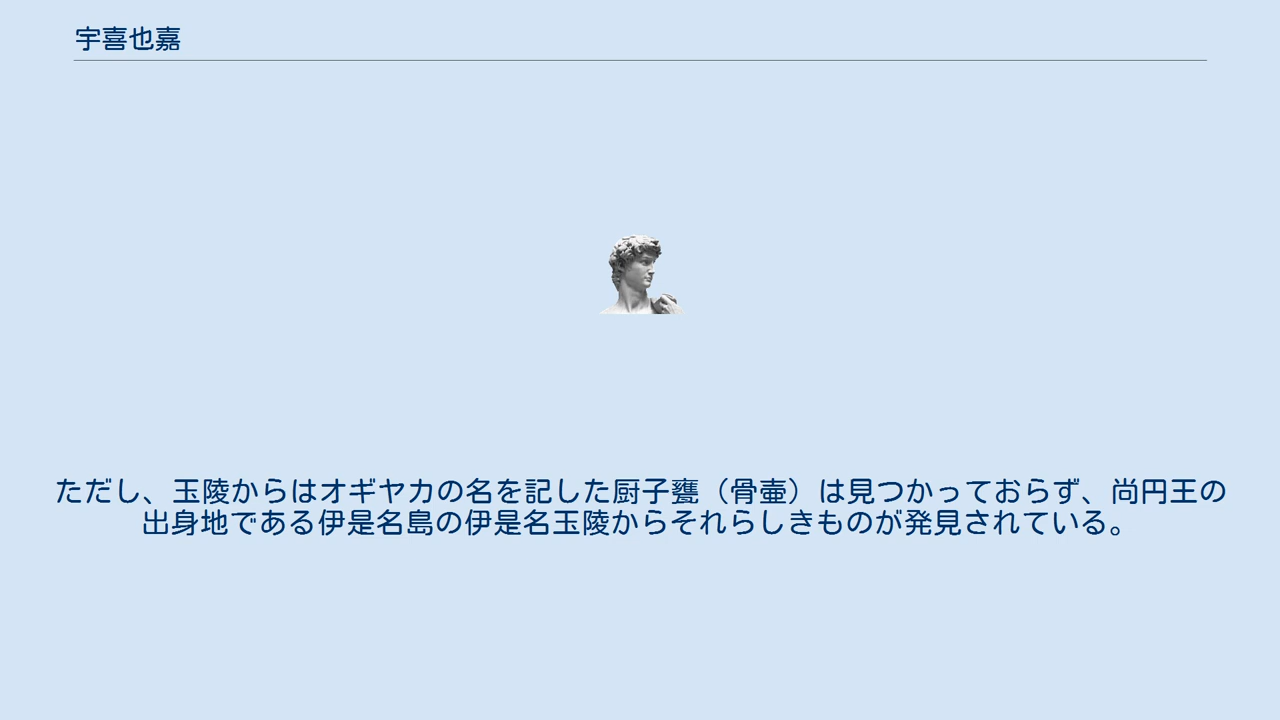 宇喜也嘉
ただし、玉陵からはオギヤカの名を記した厨子甕（骨壷）は見つかっておらず、尚円王の
出身地である伊是名島の伊是名玉陵からそれらしきものが発見されている。